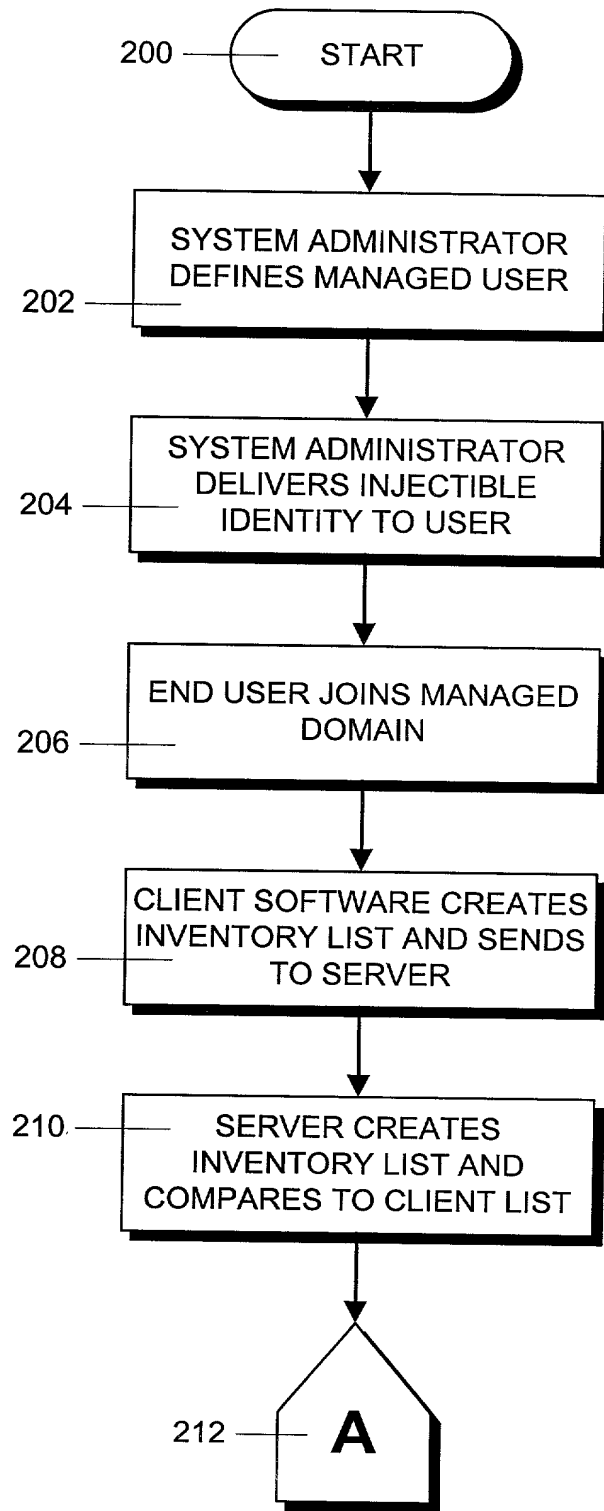 200
START
SYSTEM ADMINISTRATOR
DEFINES MANAGED USER
202
SYSTEM ADMINISTRATOR
DELIVERS INJECTIBLE
IDENTITY TO USER
204
END USER JOINS MANAGED
DOMAIN
206
CLIENT SOFTWARE CREATES
INVENTORY LIST AND SENDS
TO SERVER
208
210
SERVER CREATES
INVENTORY LIST AND
COMPARES TO CLIENT LIST
212
A